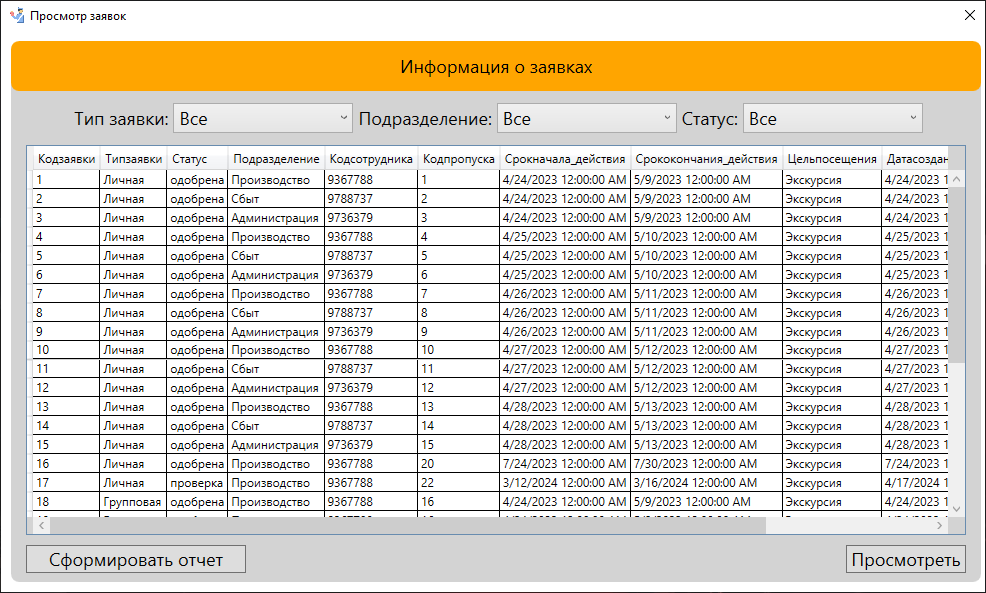 Просмотр заявок
Информация о заявках
Тип заявки: Все Подразделение: Все Статус: Все
Кодзаявки Типзаявки Статус Подразделение Кодсотрудника Кодпропуска Срокначала_действия Срококончания_действия Цельпосещения Датасоздан
1 Личная одобрена Производство 9367788 1 4/24/2023 12:00:00 AM 5/9/2023 12:00:00 AM Экскурсия 4/24/2023 1
2 Личная одобрена Сбыт 9788737 2 4/24/2023 12:00:00 AM 5/9/2023 12:00:00 AM Экскурсия 4/24/2023 1
3 Личная одобрена Администрация 9736379 3 4/24/2023 12:00:00 AM 5/9/2023 12:00:00 AM Экскурсия 4/24/2023 1
4 Личная одобрена Производство 9367788 4 4/25/2023 12:00:00 AM 5/10/2023 12:00:00 AM Экскурсия 4/25/2023 1
5 Личная одобрена Сбыт 9788737 5 4/25/2023 12:00:00 AM 5/10/2023 12:00:00 AM Экскурсия 4/25/2023 1
6 Личная одобрена Администрация 9736379 6 4/25/2023 12:00:00 AM 5/10/2023 12:00:00 AM Экскурсия 4/25/2023 1
7 Личная одобрена Производство 9367788 7 4/26/2023 12:00:00 AM 5/11/2023 12:00:00 AM Экскурсия 4/26/2023 1
8 Личная одобрена Сбыт 9788737 8 4/26/2023 12:00:00 AM 5/11/2023 12:00:00 AM Экскурсия 4/26/2023 1
9 Личная одобрена Администрация 9736379 9 4/26/2023 12:00:00 AM 5/11/2023 12:00:00 AM Экскурсия 4/26/2023 1
10 Личная одобрена Производство 9367788 10 4/27/2023 12:00:00 AM 5/12/2023 12:00:00 AM Экскурсия 4/27/2023 1
11 Личная одобрена Сбыт 9788737 11 4/27/2023 12:00:00 AM 5/12/2023 12:00:00 AM Экскурсия 4/27/2023 1
12 Личная одобрена Администрация 9736379 12 4/27/2023 12:00:00 AM 5/12/2023 12:00:00 AM Экскурсия 4/27/2023 1
13 Личная одобрена Производство 9367788 13 4/28/2023 12:00:00 AM 5/13/2023 12:00:00 AM Экскурсия 4/28/2023 1
14 Личная одобрена Сбыт 9788737 14 4/28/2023 12:00:00 AM 5/13/2023 12:00:00 AM Экскурсия 4/28/2023 1
15 Личная одобрена Администрация 9736379 15 4/28/2023 12:00:00 AM 5/13/2023 12:00:00 AM Экскурсия 4/28/2023 1
16 Личная одобрена Производство 9367788 20 7/24/2023 12:00:00 AM 7/30/2023 12:00:00 AM Экскурсия 7/24/2023 1
17 Личная проверка Производство 9367788 22 3/12/2024 12:00:00 AM 3/16/2024 12:00:00 AM Экскурсия 4/17/2024 1
18 Групповая одобрена Производство 9367788 16 4/24/2023 12:00:00 AM 5/9/2023 12:00:00 AM Экскурсия 4/24/2023 1
Сформировать отчет Просмотреть